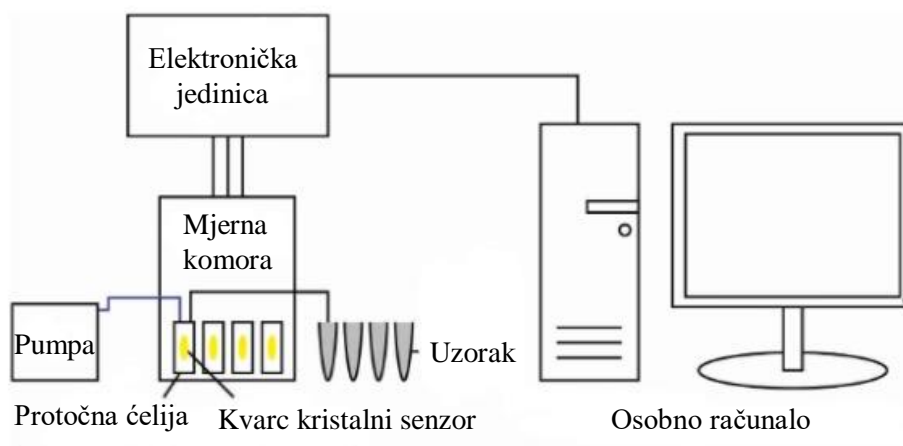 Elektronička
jedinica
Mjerna
komora
Pumpa
Uzorak
Protočna ćelija
Kvarc kristalni senzor
Osobno računalo